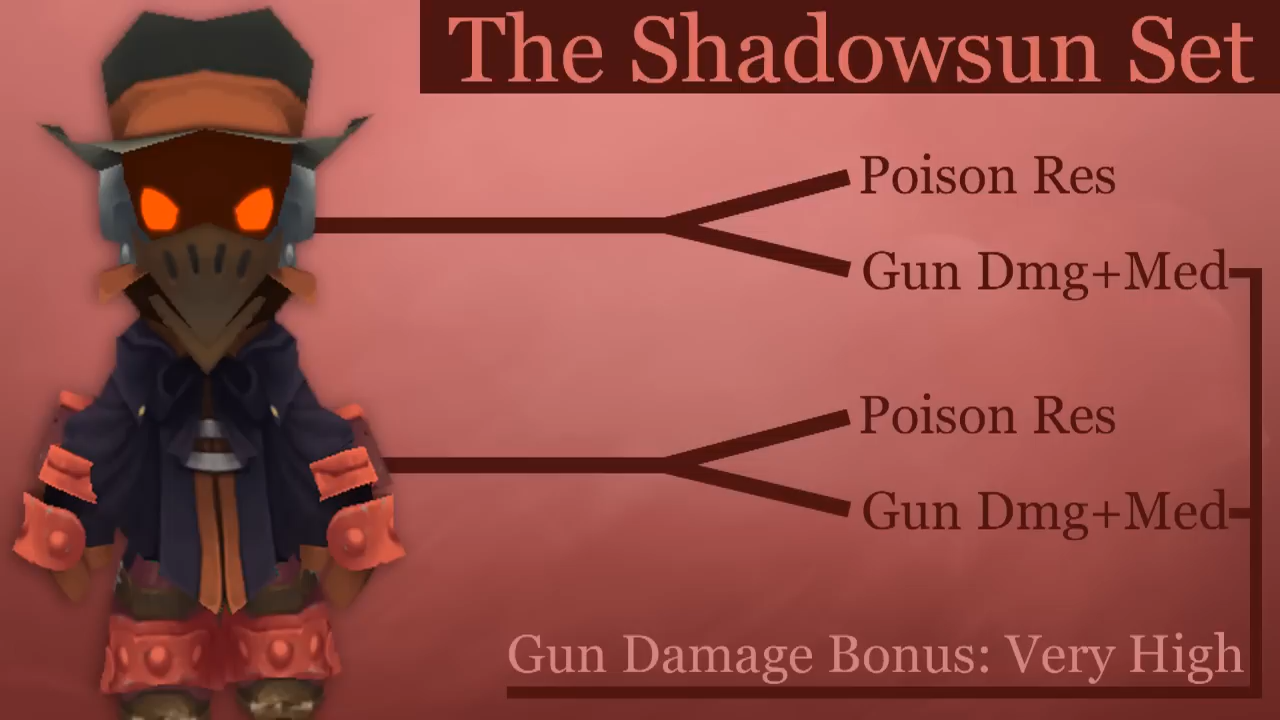 The Shadowsun Set
Poison Res
Gun Dmg+Med
Poison Res
Gun Dmg+Med
Gun Damage Bonus: Very High